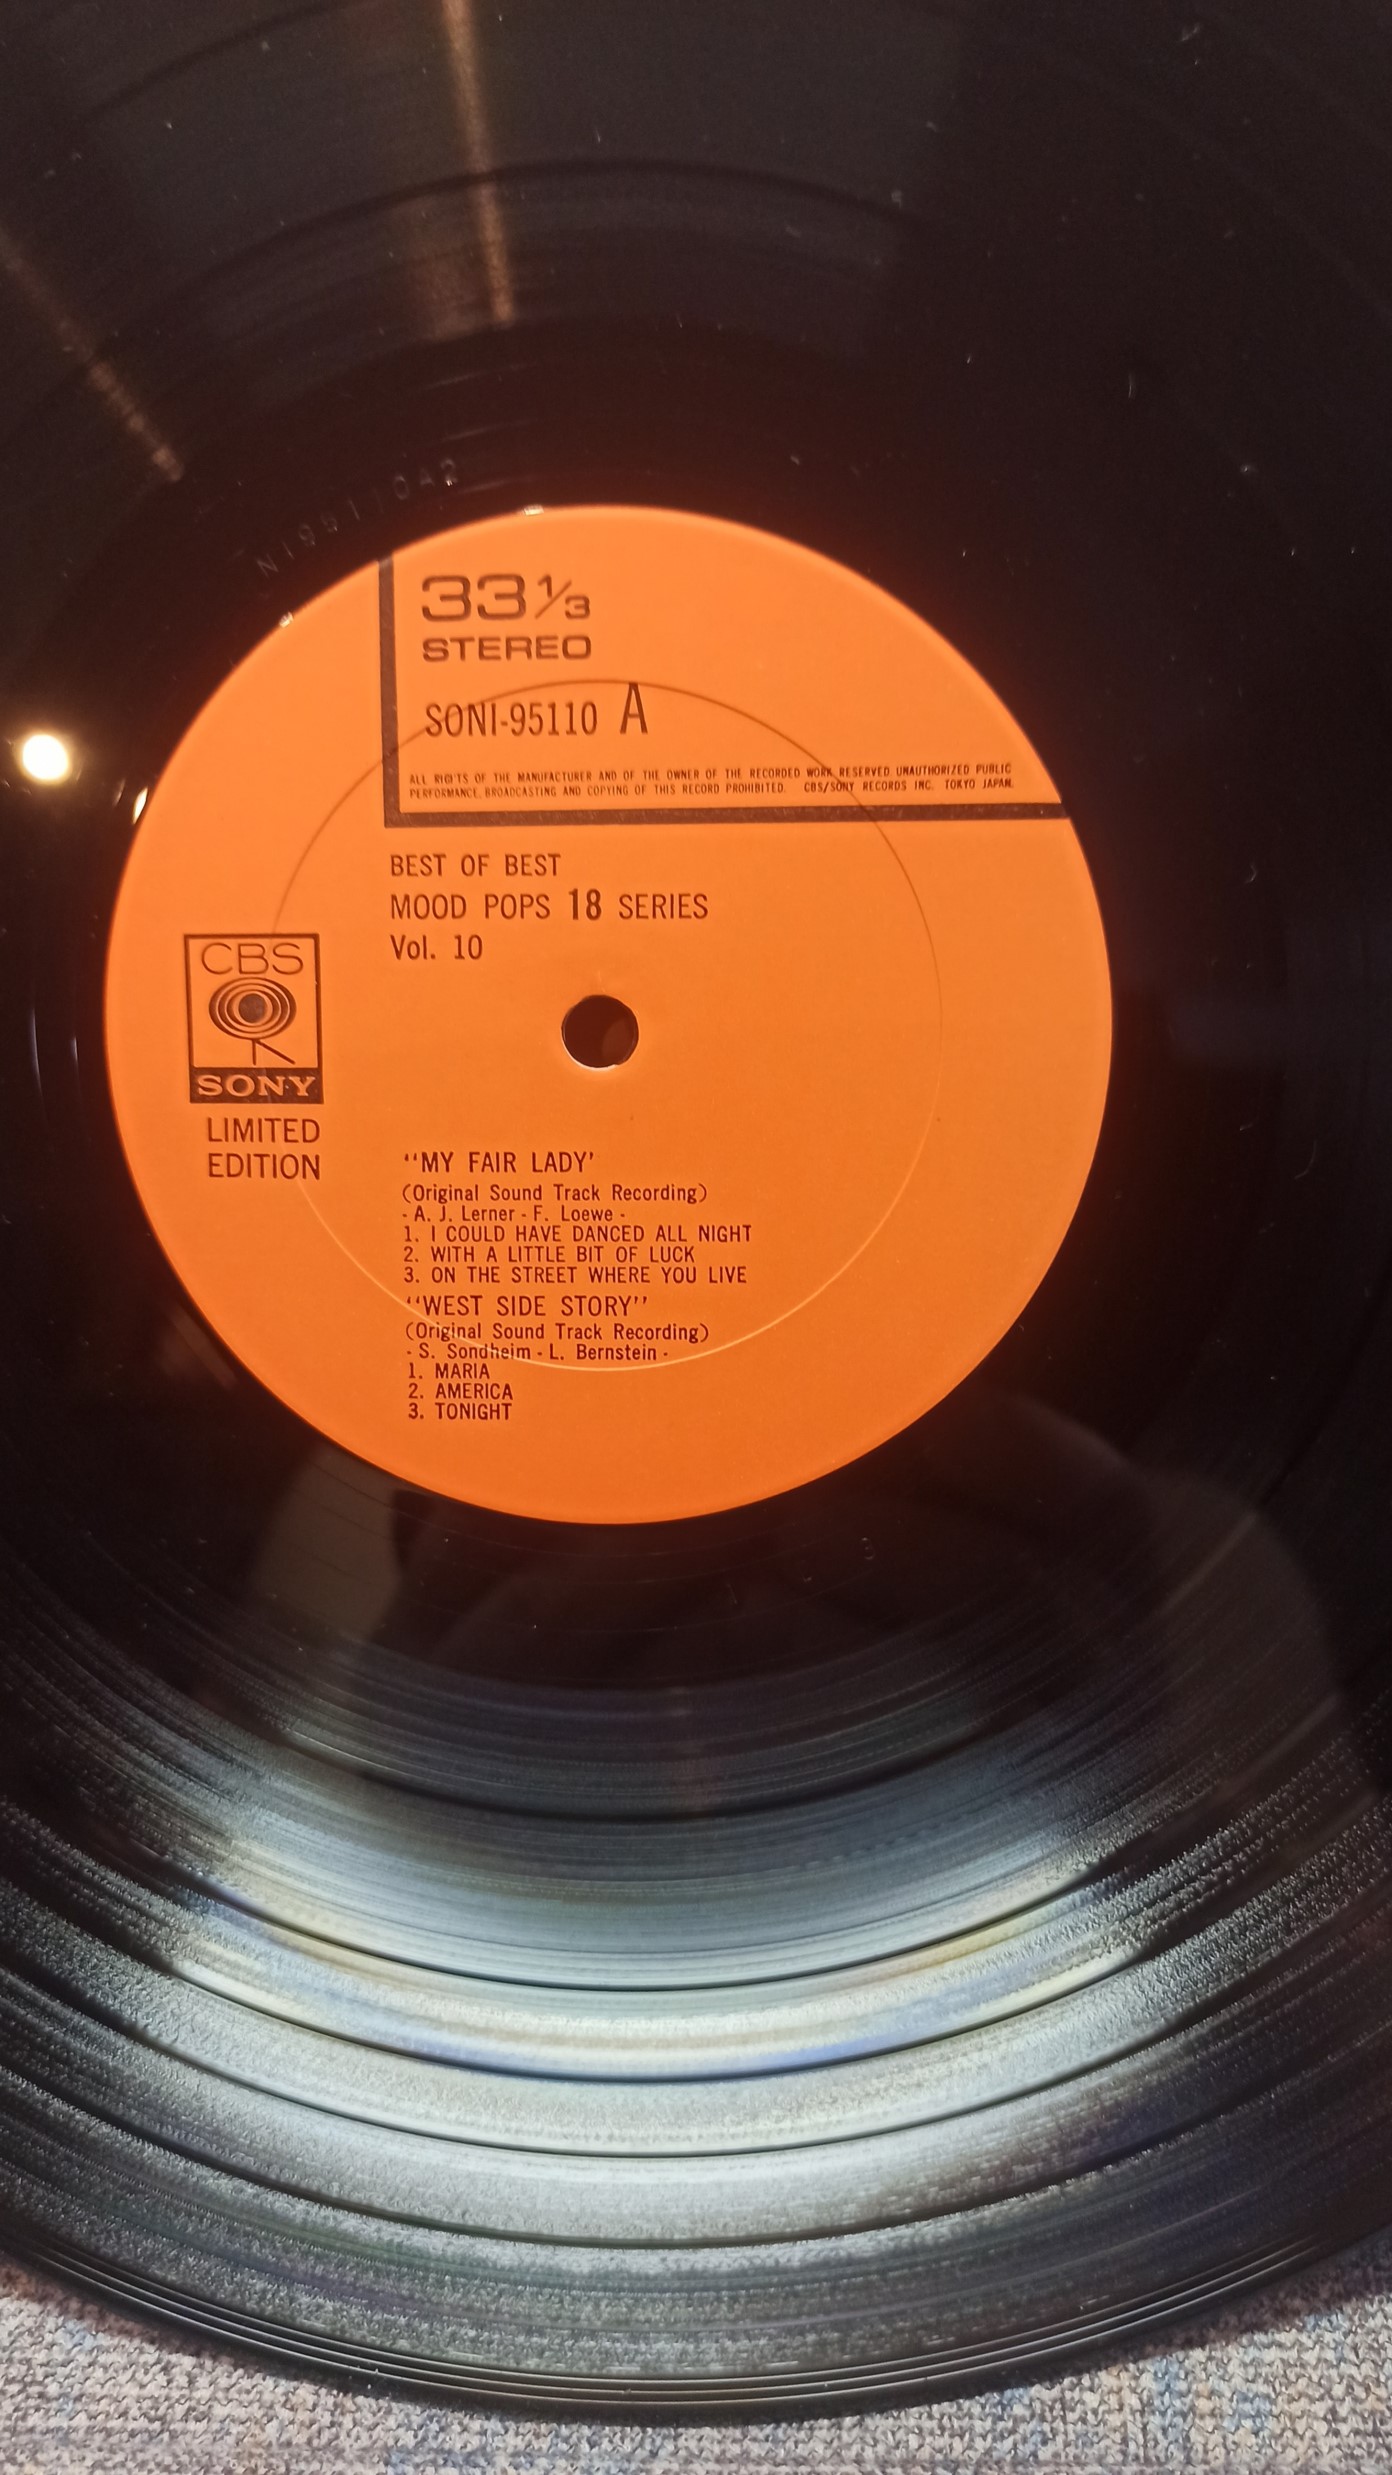 33 1/3
STEREO
SONI-95110 A
ALL RIGHTS OF THE MANUFACTURER AND OF THE OWNER OF THE RECORDED WORK RESERVED UNAUTHORIZED PUBLIC
PERFORMANCE, BROADCASTING AND COPYING OF THIS RECORD PROHIBITED. CBS/SONY RECORDS INC. TOKYO JAPAN.
BEST OF BEST
MOOD POPS 18 SERIES
Vol. 10
CBS
SONY
LIMITED
EDITION
“MY FAIR LADY’
(Original Sound Track Recording)
- A. J. Lerner - F. Loewe -
1. I COULD HAVE DANCED ALL NIGHT
2. WITH A LITTLE BIT OF LUCK
3. ON THE STREET WHERE YOU LIVE
“WEST SIDE STORY”
(Original Sound Track Recording)
- S. Sondheim - L. Bernstein -
1. MARIA
2. AMERICA
3. TONIGHT